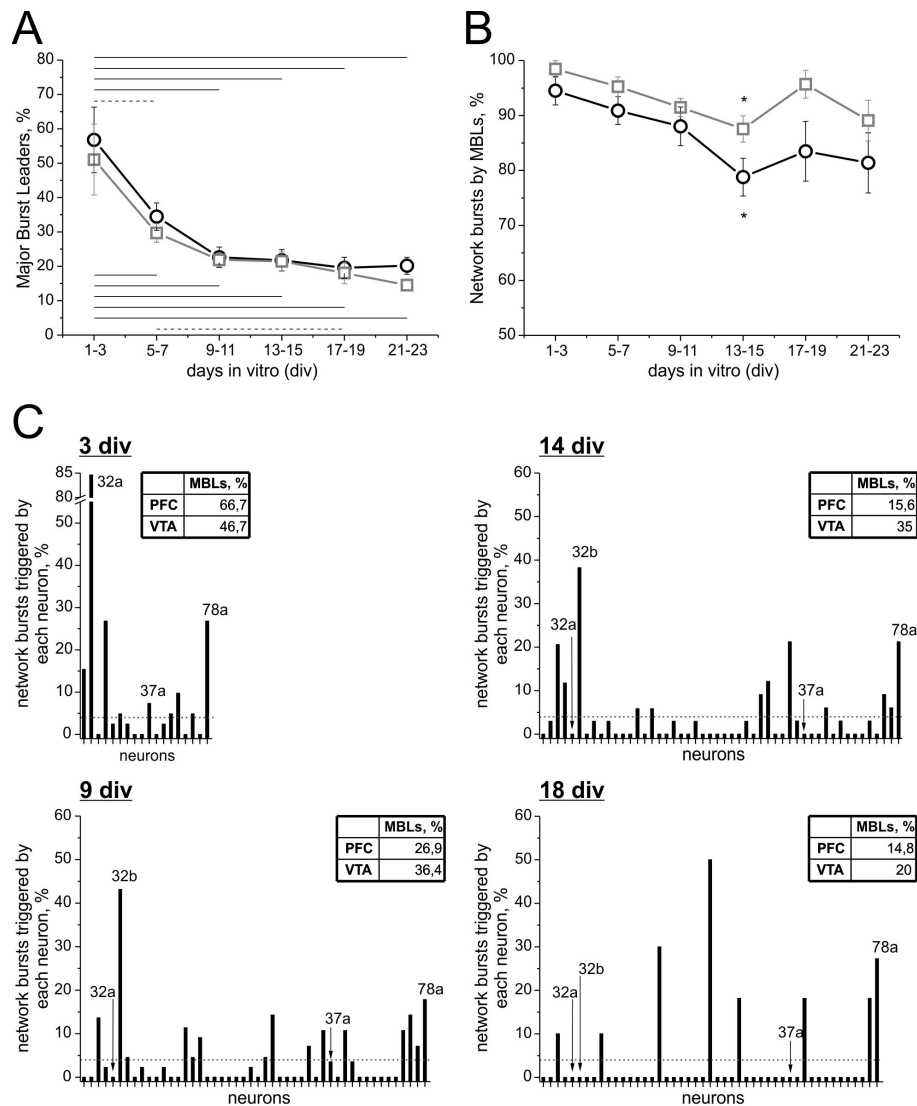 A
Major Burst Leaders, %
80
70
60
50
40
30
20
10
0
1-3 5-7 9-11 13-15 17-19 21-23
days in vitro (div)
B
Network bursts by MBLs, %
100
90
80
70
60
50
*
*
1-3 5-7 9-11 13-15 17-19 21-23
days in vitro (div)
C
3 div
network bursts triggered by
each neuron, %
85
80
50
40
30
20
10
0
32a
37a
78a
MBLs, %
PFC 66,7
VTA 46,7
neurons
14 div
network bursts triggered by
each neuron, %
60
50
40
30
20
10
0
32a
32b
37a
78a
MBLs, %
PFC 15,6
VTA 35
neurons
9 div
network bursts triggered by
each neuron, %
60
50
40
30
20
10
0
32a
32b
37a
78a
MBLs, %
PFC 26,9
VTA 36,4
neurons
18 div
network bursts triggered by
each neuron, %
60
50
40
30
20
10
0
32a
32b
37a
78a
MBLs, %
PFC 14,8
VTA 20
neurons